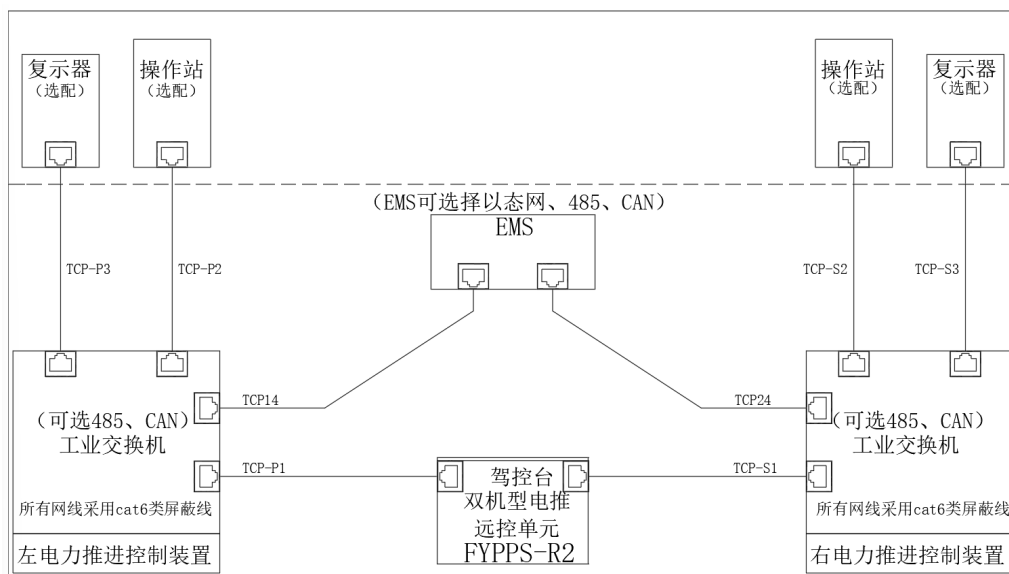 复示器
（选配）
操作站
（选配）
操作站
（选配）
复示器
（选配）
（EMS可选择以态网、485、CAN）
EMS
TCP-P3
TCP-P2
TCP-S2
TCP-S3
TCP14
TCP24
（可选485、CAN）
工业交换机
（可选485、CAN）
工业交换机
TCP-P1
TCP-S1
驾控台
双机型电推
远控单元
FYPPS-R2
所有网线采用cat6类屏蔽线
所有网线采用cat6类屏蔽线
左电力推进控制装置
右电力推进控制装置